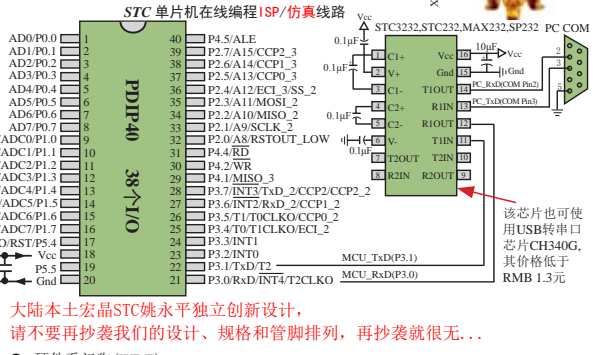 STC 单片机在线编程ISP/仿真线路
AD0/P0.0 1
AD1/P0.1 2
AD2/P0.2 3
AD3/P0.3 4
AD4/P0.4 5
AD5/P0.5 6
AD6/P0.6 7
AD7/P0.7 8
ADC0/P1.0 9
ADC1/P1.1 10
ADC2/P1.2 11
ADC3/P1.3 12
ADC4/P1.4 13
/ADC5/P1.5 14
/ADC6/P1.6 15
/ADC7/P1.7 16
O/RST/P5.4 17
Vcc 18
P5.5 19
Gnd 20
PDIP40 38个I/O
40 P4.5/ALE
39 P2.7/A15/CCP2_3
38 P2.6/A14/CCP1_3
37 P2.5/A13/CCP0_3
36 P2.4/A12/ECI_3/SS_2
35 P2.3/A11/MOSI_2
34 P2.2/A10/MISO_2
33 P2.1/A9/SCLK_2
32 P2.0/A8/RSTOUT_LOW
31 P4.4/RD
30 P4.2/WR
29 P4.1/MISO_3
28 P3.7/INT3/TxD_2/CCP2/CCP2_2
27 P3.6/INT2/RxD_2/CCP1_2
26 P3.5/T1/T0CLKO/CCP0_2
25 P3.4/T0/T1CLKO/ECI_2
24 P3.3/INT1
23 P3.2/INT0
22 P3.1/TxD/T2
21 P3.0/RxD/INT4/T2CLKO
MCU_TxD(P3.1)
MCU_RxD(P3.0)
Vcc
STC3232,STC232,MAX232,SP232
PC COM
0.1μF
0.1μF
0.1μF
0.1μF
1 C1+
2 V+
3 C1-
4 C2+
5 C2-
6 V-
7 T2OUT
8 R2IN
Vcc 16
Gnd 15
T1OUT 14
R1IN 13
R1OUT 12
T1IN 11
T2IN 10
R2OUT 9
10μF
Vcc
Gnd
PC_RxD(COM Pin2)
PC_TxD(COM Pin3)
2
3
5
该芯片也可使
用USB转串口
芯片CH340G,
其价格低于
RMB 1.3元
大陆本土宏晶STC姚永平独立创新设计，
请不要再抄袭我们的设计、规格和管脚排列，再抄袭就很无...